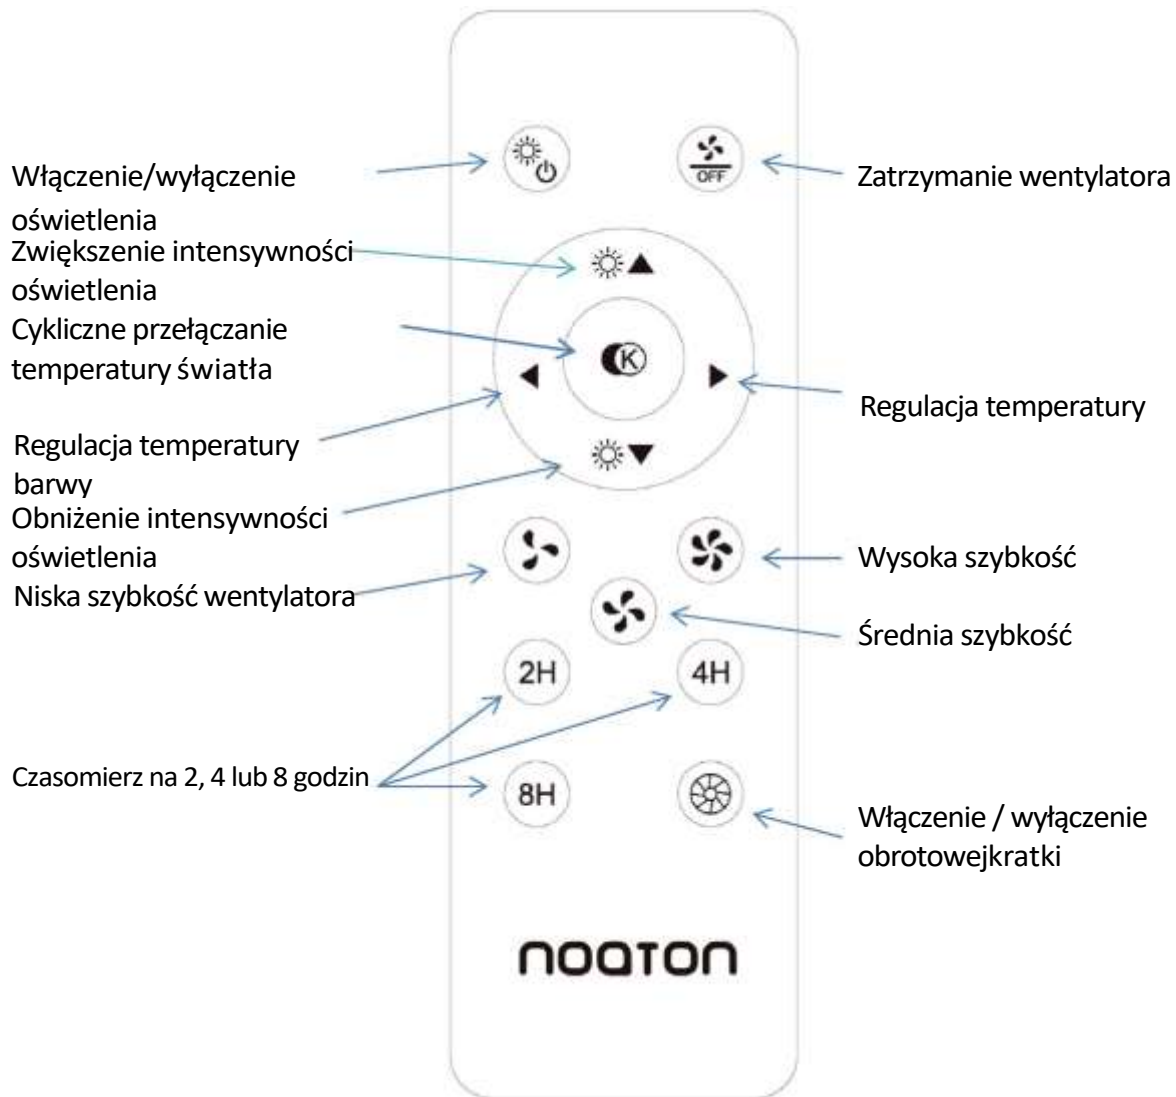 Włączenie/wyłączenie
oświetlenia
Zwiększenie intensywności
oświetlenia
Cykliczne przełączanie
temperatury światła
Regulacja temperatury
barwy
Obniżenie intensywności
oświetlenia
Niska szybkość wentylatora
Czasomierz na 2, 4 lub 8 godzin
OFF
K
2H
4H
8H
noaton
Zatrzymanie wentylatora
Regulacja temperatury
Wysoka szybkość
Średnia szybkość
Włączenie / wyłączenie
obrotowejkratki